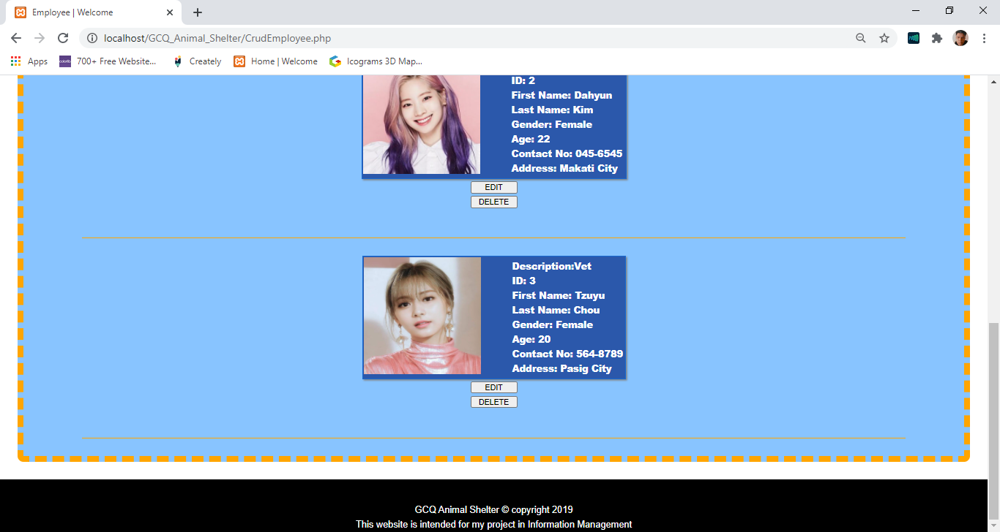 Employee | Welcome
localhost/GCQ_Animal_Shelter/CrudEmployee.php
Apps
700+ Free Website...
Creately
Home | Welcome
Icograms 3D Map...
ID: 2
First Name: Dahyun
Last Name: Kim
Gender: Female
Age: 22
Contact No: 045-6545
Address: Makati City
EDIT
DELETE
Description:Vet
ID: 3
First Name: Tzuyu
Last Name: Chou
Gender: Female
Age: 20
Contact No: 564-8789
Address: Pasig City
EDIT
DELETE
GCQ Animal Shelter © copyright 2019
This website is intended for my project in Information Management